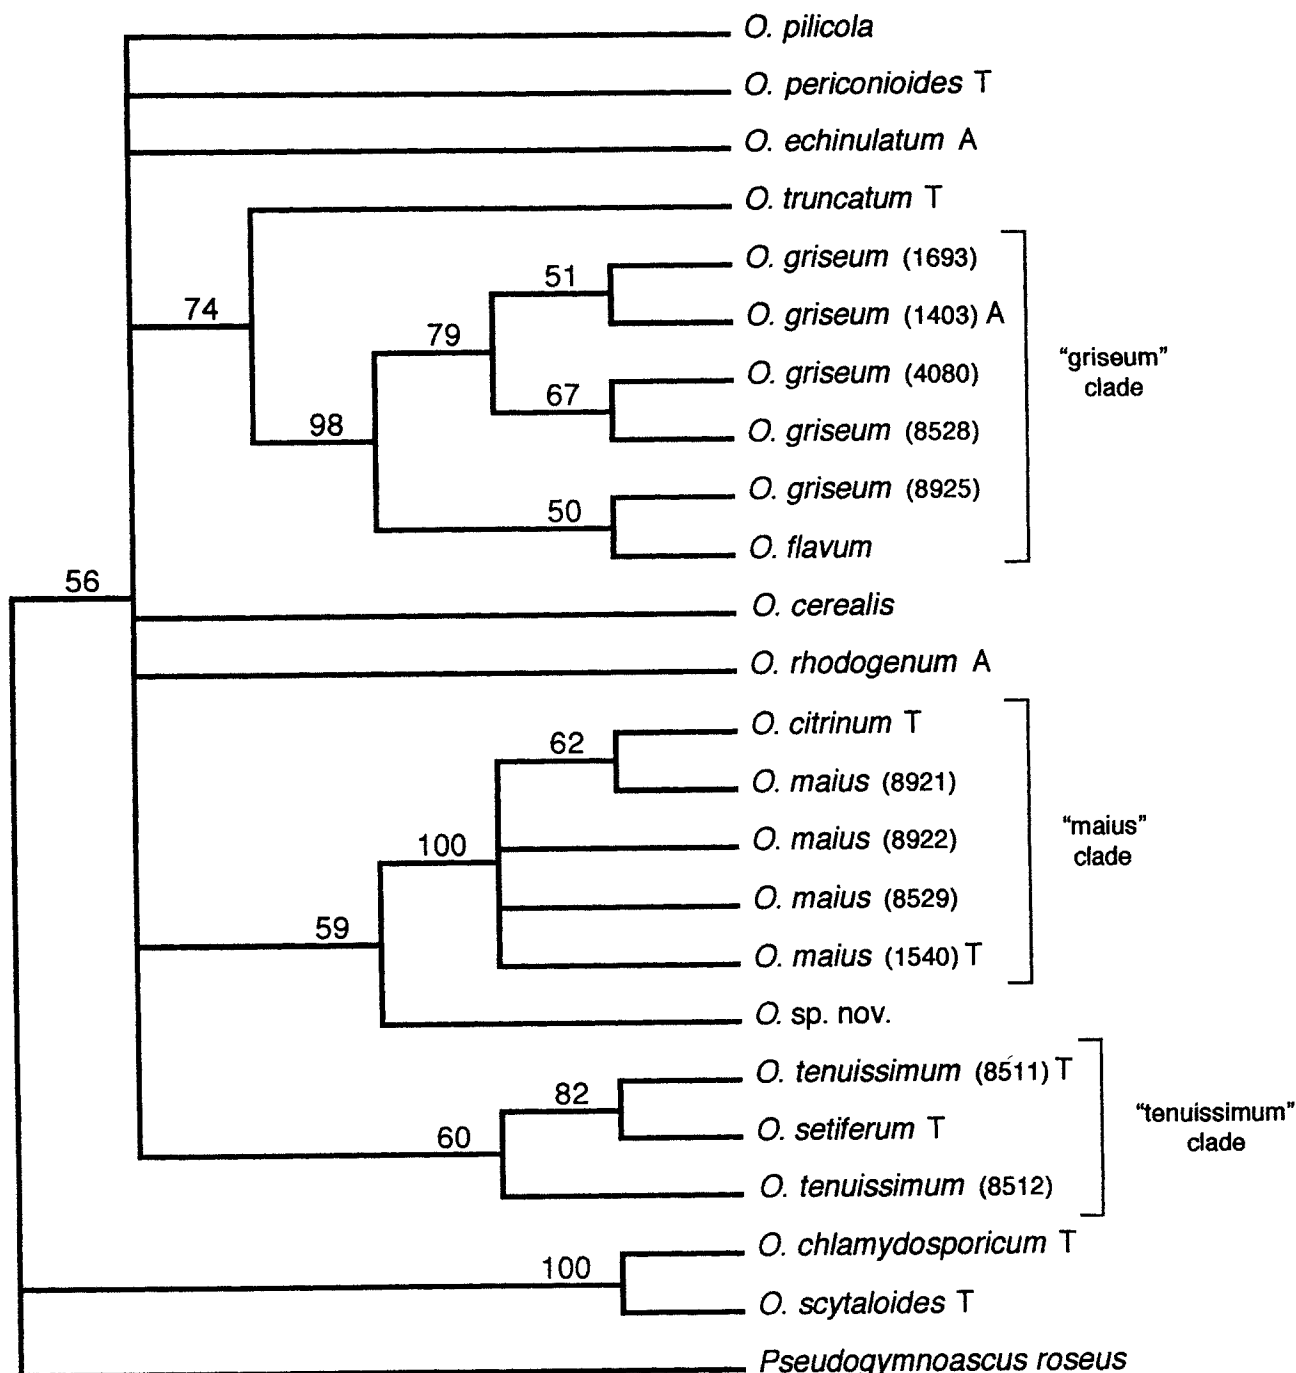 O. pilicola
O. periconioides T
O. echinulatum A
O. truncatum T
O. griseum (1693)
51
O. griseum (1403) A
74
79
"griseum"
clade
O. griseum (4080)
67
98
O. griseum (8528)
O. griseum (8925)
50
O. flavum
56
O. cerealis
O. rhodogenum A
O. citrinum T
62
O. maius (8921)
"maius"
clade
100
O. maius (8922)
O. maius (8529)
59
O. maius (1540) T
O. sp. nov.
O. tenuissimum (8511) T
82
"tenuissimum"
clade
O. setiferum T
60
O. tenuissimum (8512)
O. chlamydosporicum T
100
O. scytaloides T
Pseudogymnoascus roseus